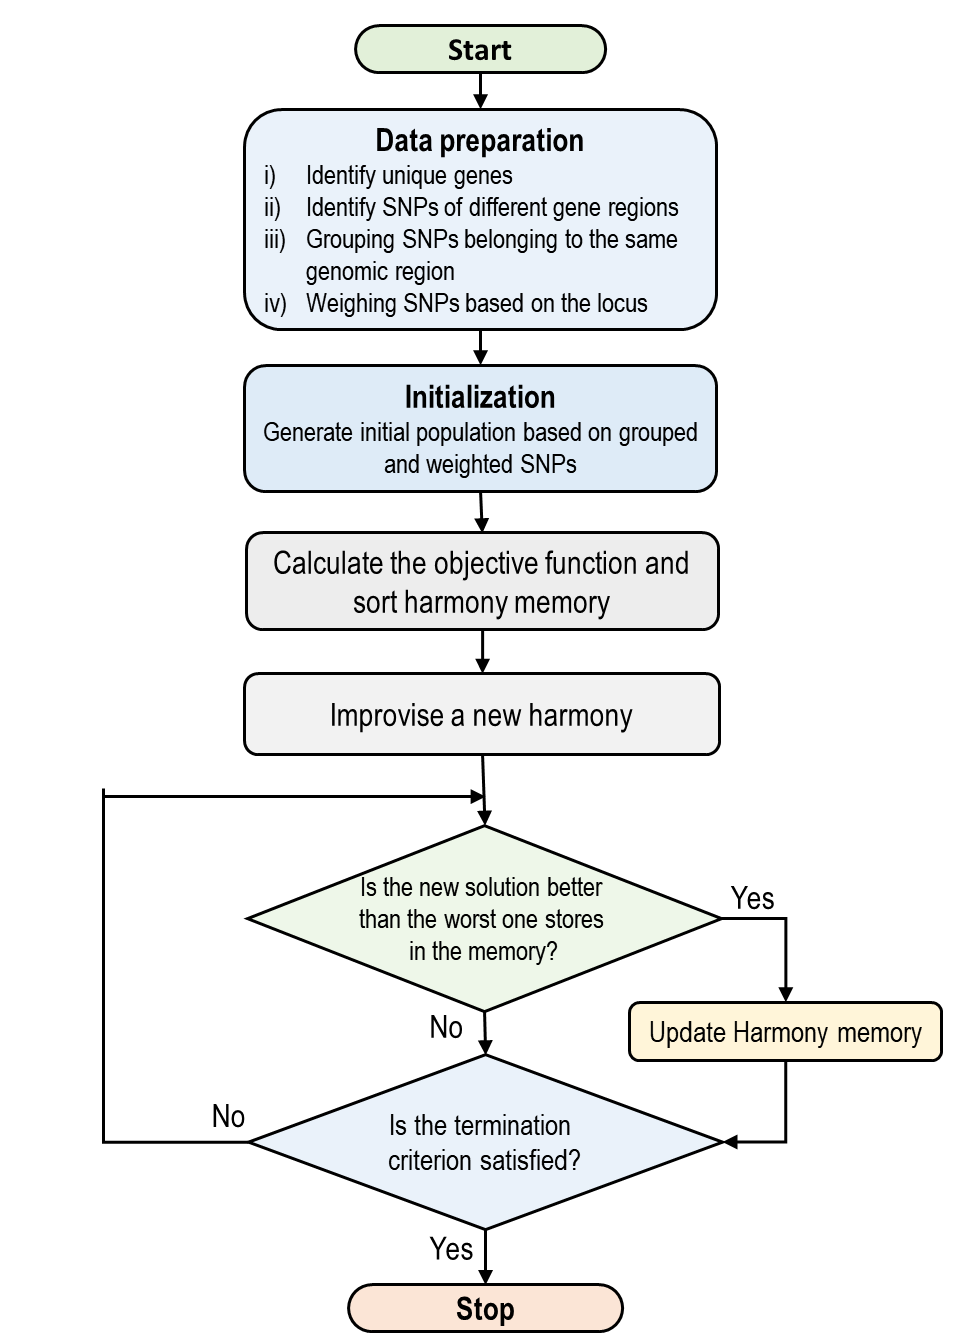 Start
Data preparation
i) Identify unique genes
ii) Identify SNPs of different gene regions
iii) Grouping SNPs belonging to the same
genomic region
iv) Weighing SNPs based on the locus
Initialization
Generate initial population based on grouped
and weighted SNPs
Calculate the objective function and
sort harmony memory
Improvise a new harmony
Is the new solution better
than the worst one stores
in the memory?
Yes
No
Update Harmony memory
Is the termination
criterion satisfied?
No
Yes
Stop